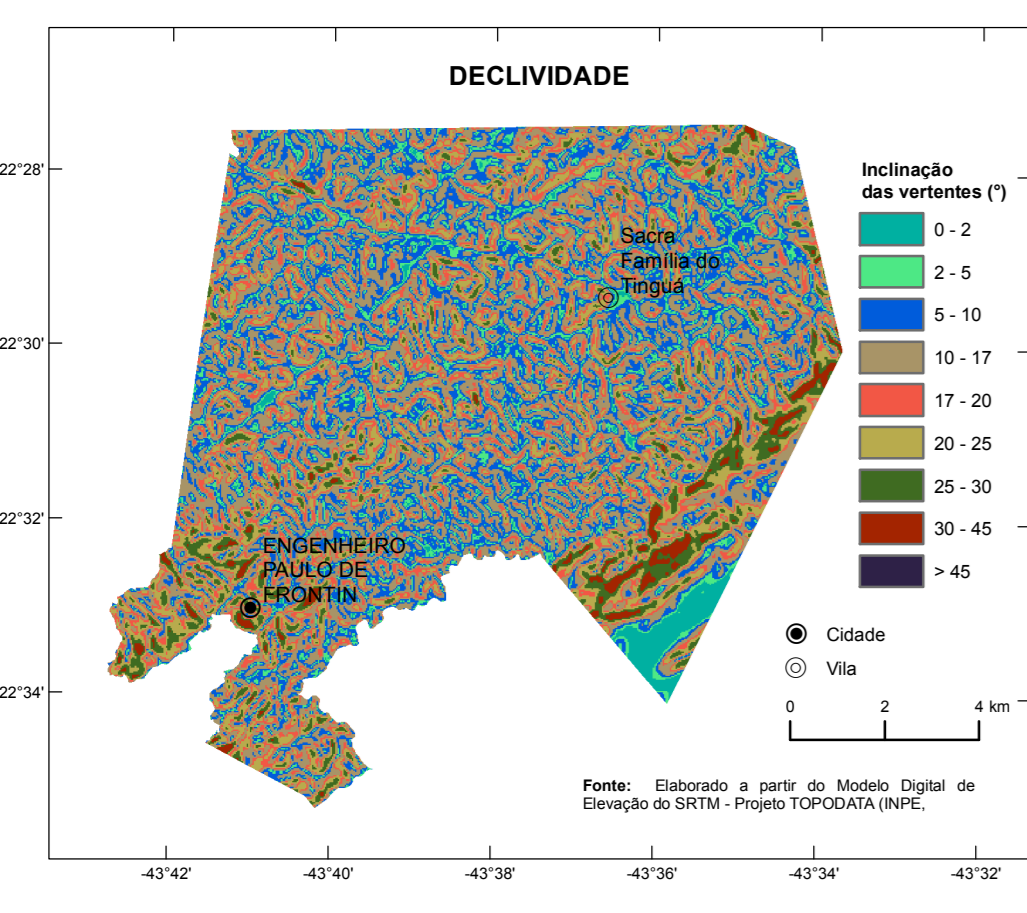 DECLIVIDADE
22°28'
22°30'
22°32'
22°34'
Sacra
Família do
Tinguá
ENGENHEIRO
PAULO DE
FRONTIN
Inclinação
das vertentes (°)
0 - 2
2 - 5
5 - 10
10 - 17
17 - 20
20 - 25
25 - 30
30 - 45
> 45
Cidade
Vila
0 2 4 km
Fonte: Elaborado a partir do Modelo Digital de
Elevação do SRTM - Projeto TOPODATA (INPE,
-43°42' -43°40' -43°38' -43°36' -43°34' -43°32'